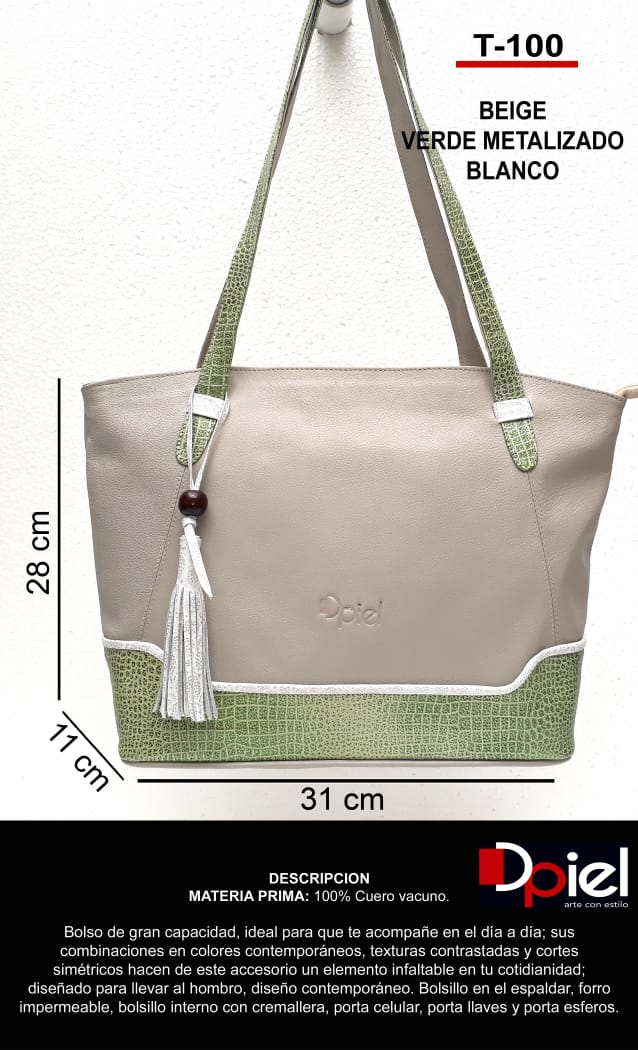 T-100
BEIGE
VERDE METALIZADO
BLANCO
28 cm
Dpiel
11 cm
31 cm
Dpiel
arte con estilo
DESCRIPCION
MATERIA PRIMA: 100% Cuero vacuno.
Bolso de gran capacidad, ideal para que te acompañe en el día a día; sus
combinaciones en colores contemporáneos, texturas contrastadas y cortes
simétricos hacen de este accesorio un elemento infaltable en tu cotidianidad;
diseñado para llevar al hombro, diseño contemporáneo. Bolsillo en el espaldar, forro
impermeable, bolsillo interno con cremallera, porta celular, porta llaves y porta esferos.